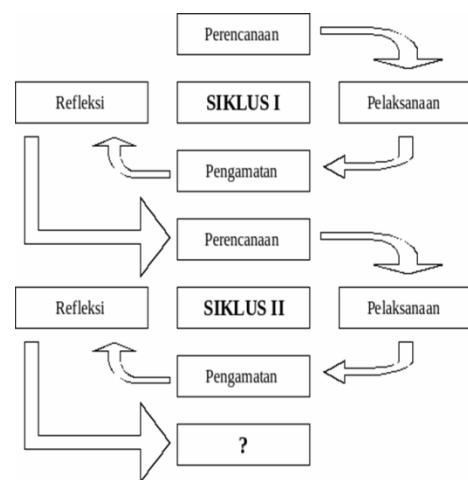 Perencanaan
Refleksi
SIKLUS I
Pelaksanaan
Pengamatan
Perencanaan
Refleksi
SIKLUS II
Pelaksanaan
Pengamatan
?